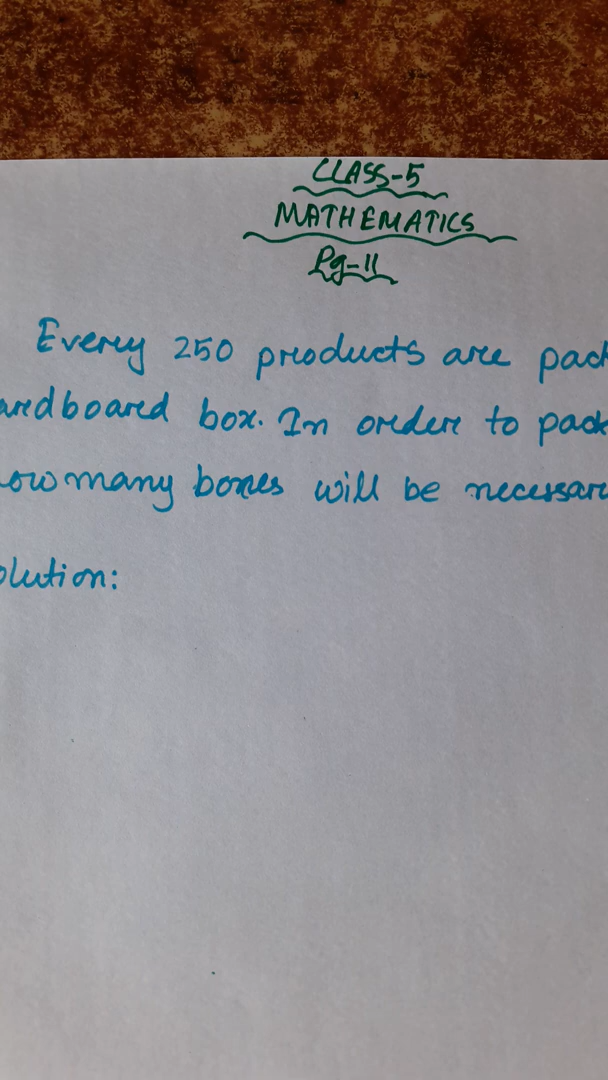 CLASS-5
MATHEMATICS
Pg-11
Every 250 products are pack
ardboard box. In order to pack
how many boxes will be necessar
olution: